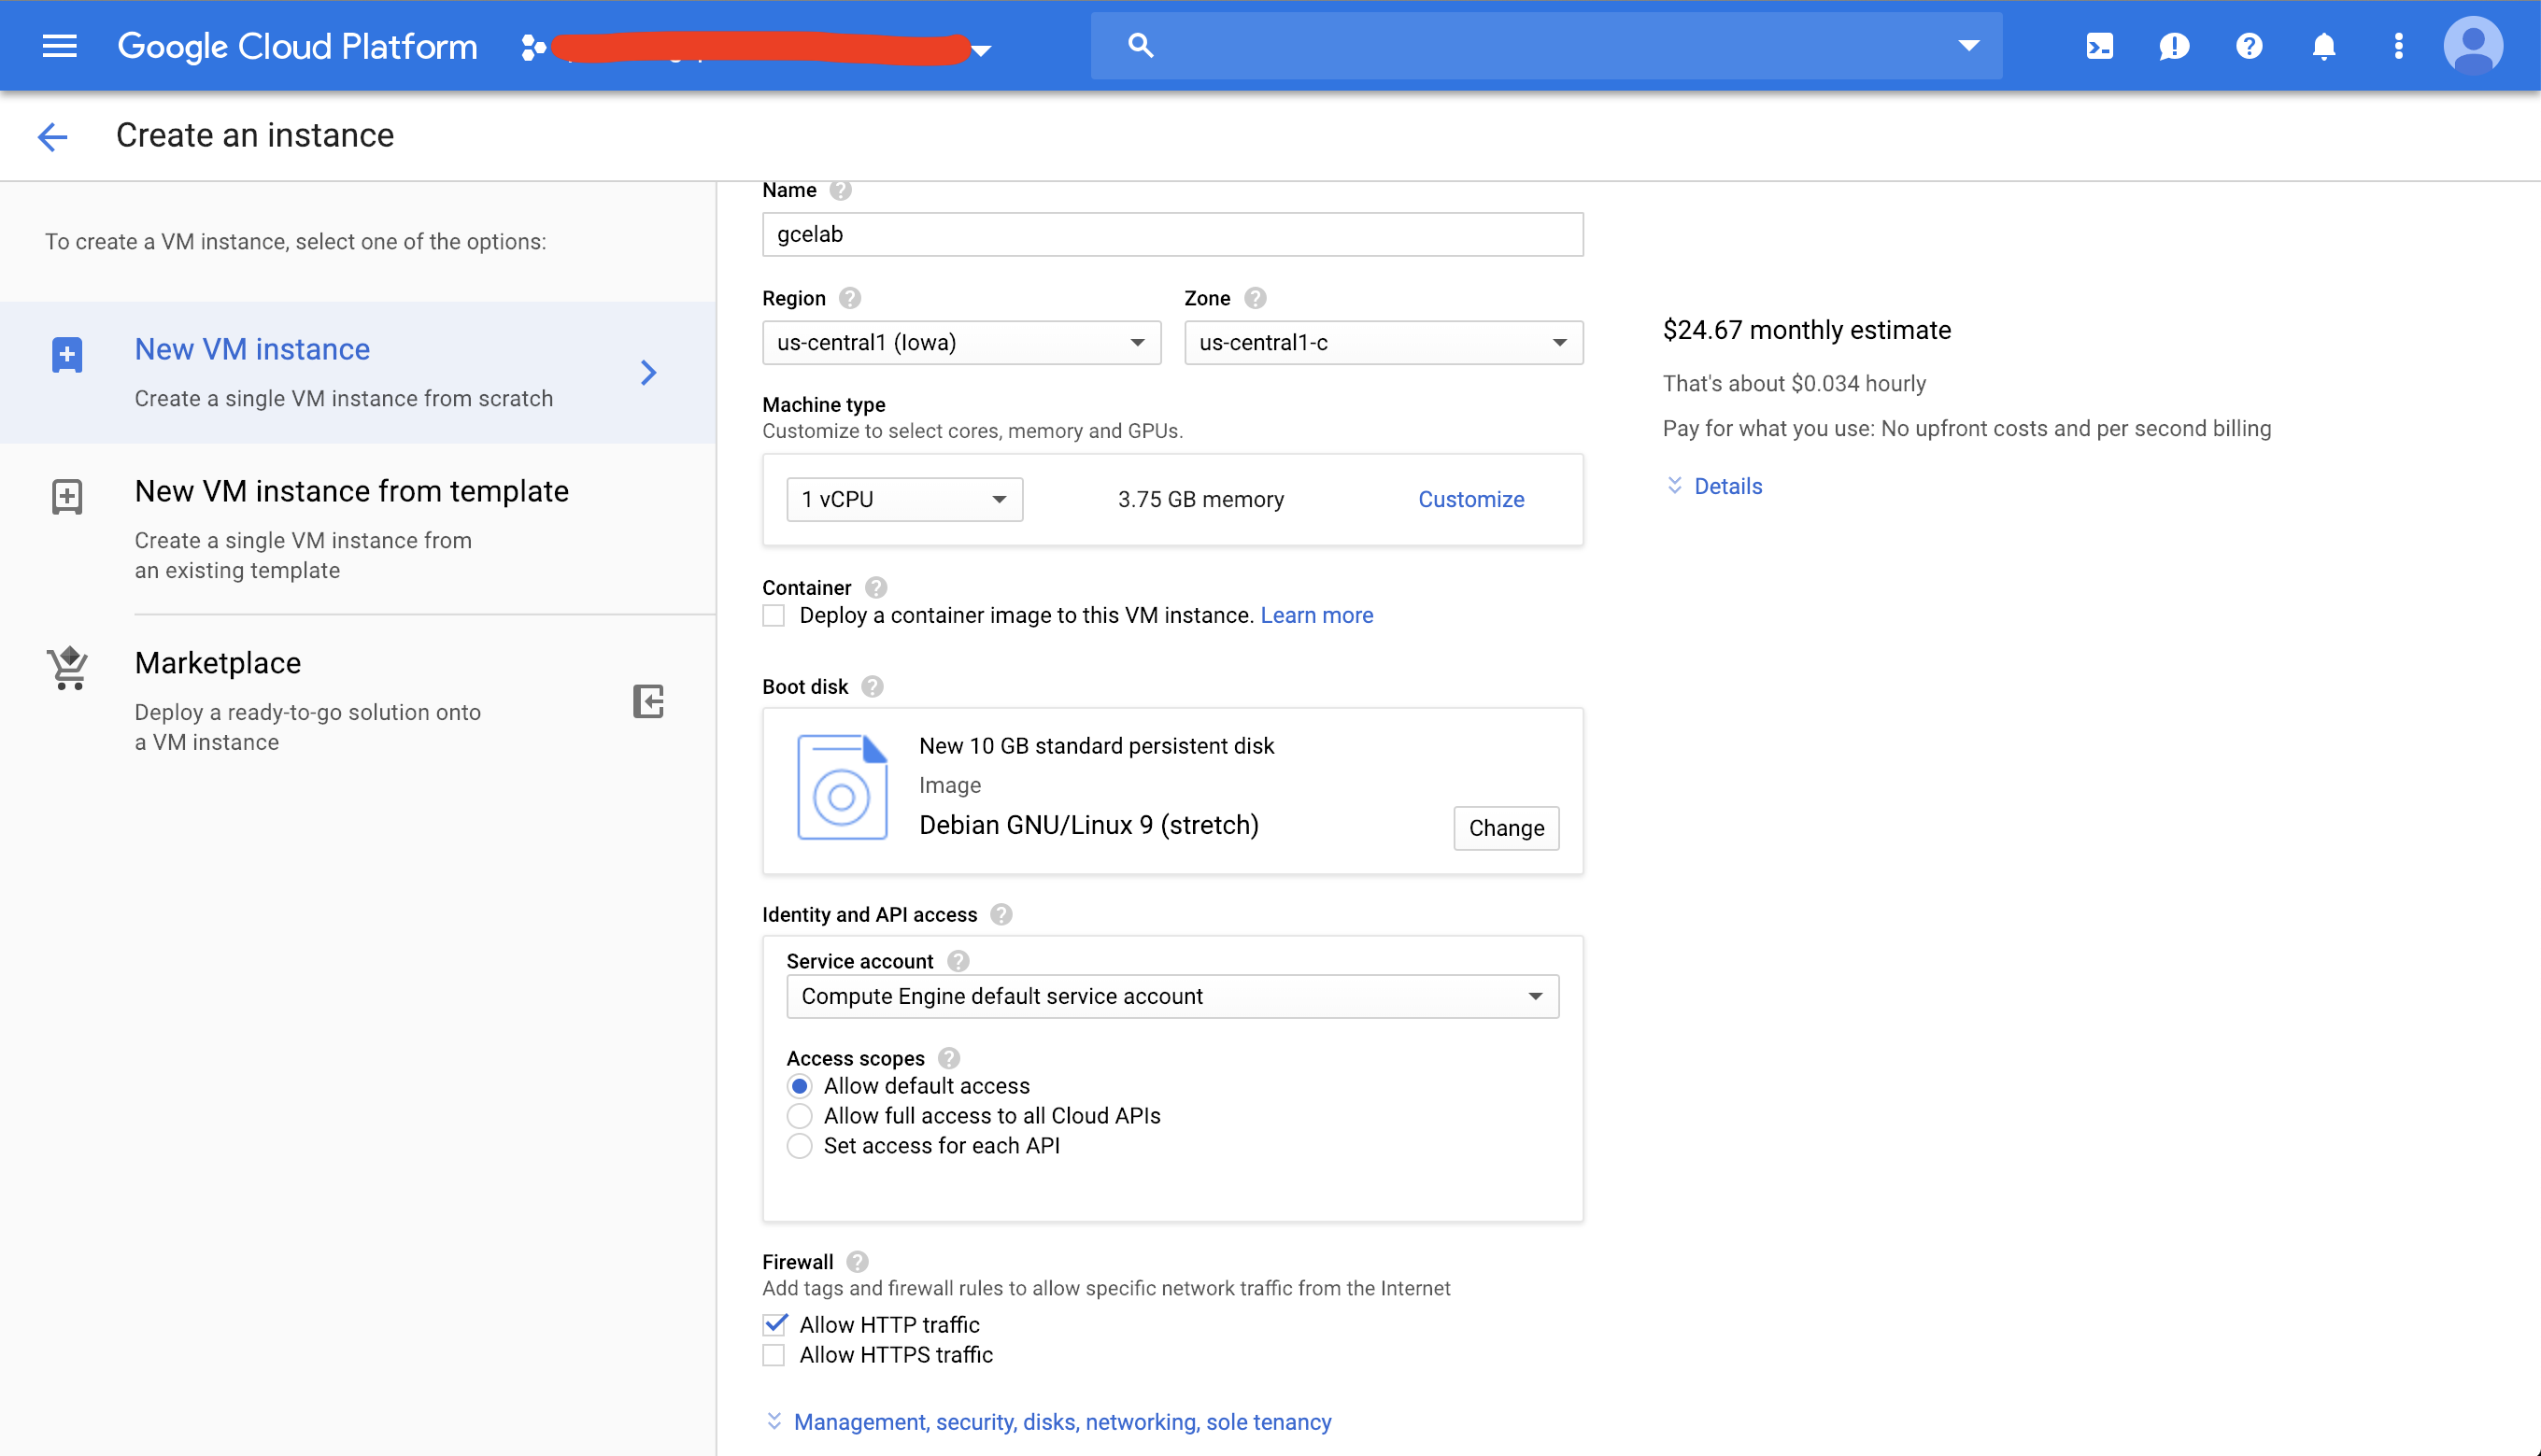 Google Cloud Platform
Create an instance
To create a VM instance, select one of the options:
New VM instance
Create a single VM instance from scratch
New VM instance from template
Create a single VM instance from
an existing template
Marketplace
Deploy a ready-to-go solution onto
a VM instance
Name
gcelab
Region
Zone
us-central1 (Iowa)
us-central1-c
Machine type
Customize to select cores, memory and GPUs.
1 vCPU
3.75 GB memory
Customize
Container
Deploy a container image to this VM instance. Learn more
Boot disk
New 10 GB standard persistent disk
Image
Debian GNU/Linux 9 (stretch)
Change
Identity and API access
Service account
Compute Engine default service account
Access scopes
Allow default access
Allow full access to all Cloud APIs
Set access for each API
Firewall
Add tags and firewall rules to allow specific network traffic from the Internet
Allow HTTP traffic
Allow HTTPS traffic
Management, security, disks, networking, sole tenancy
$24.67 monthly estimate
That's about $0.034 hourly
Pay for what you use: No upfront costs and per second billing
Details